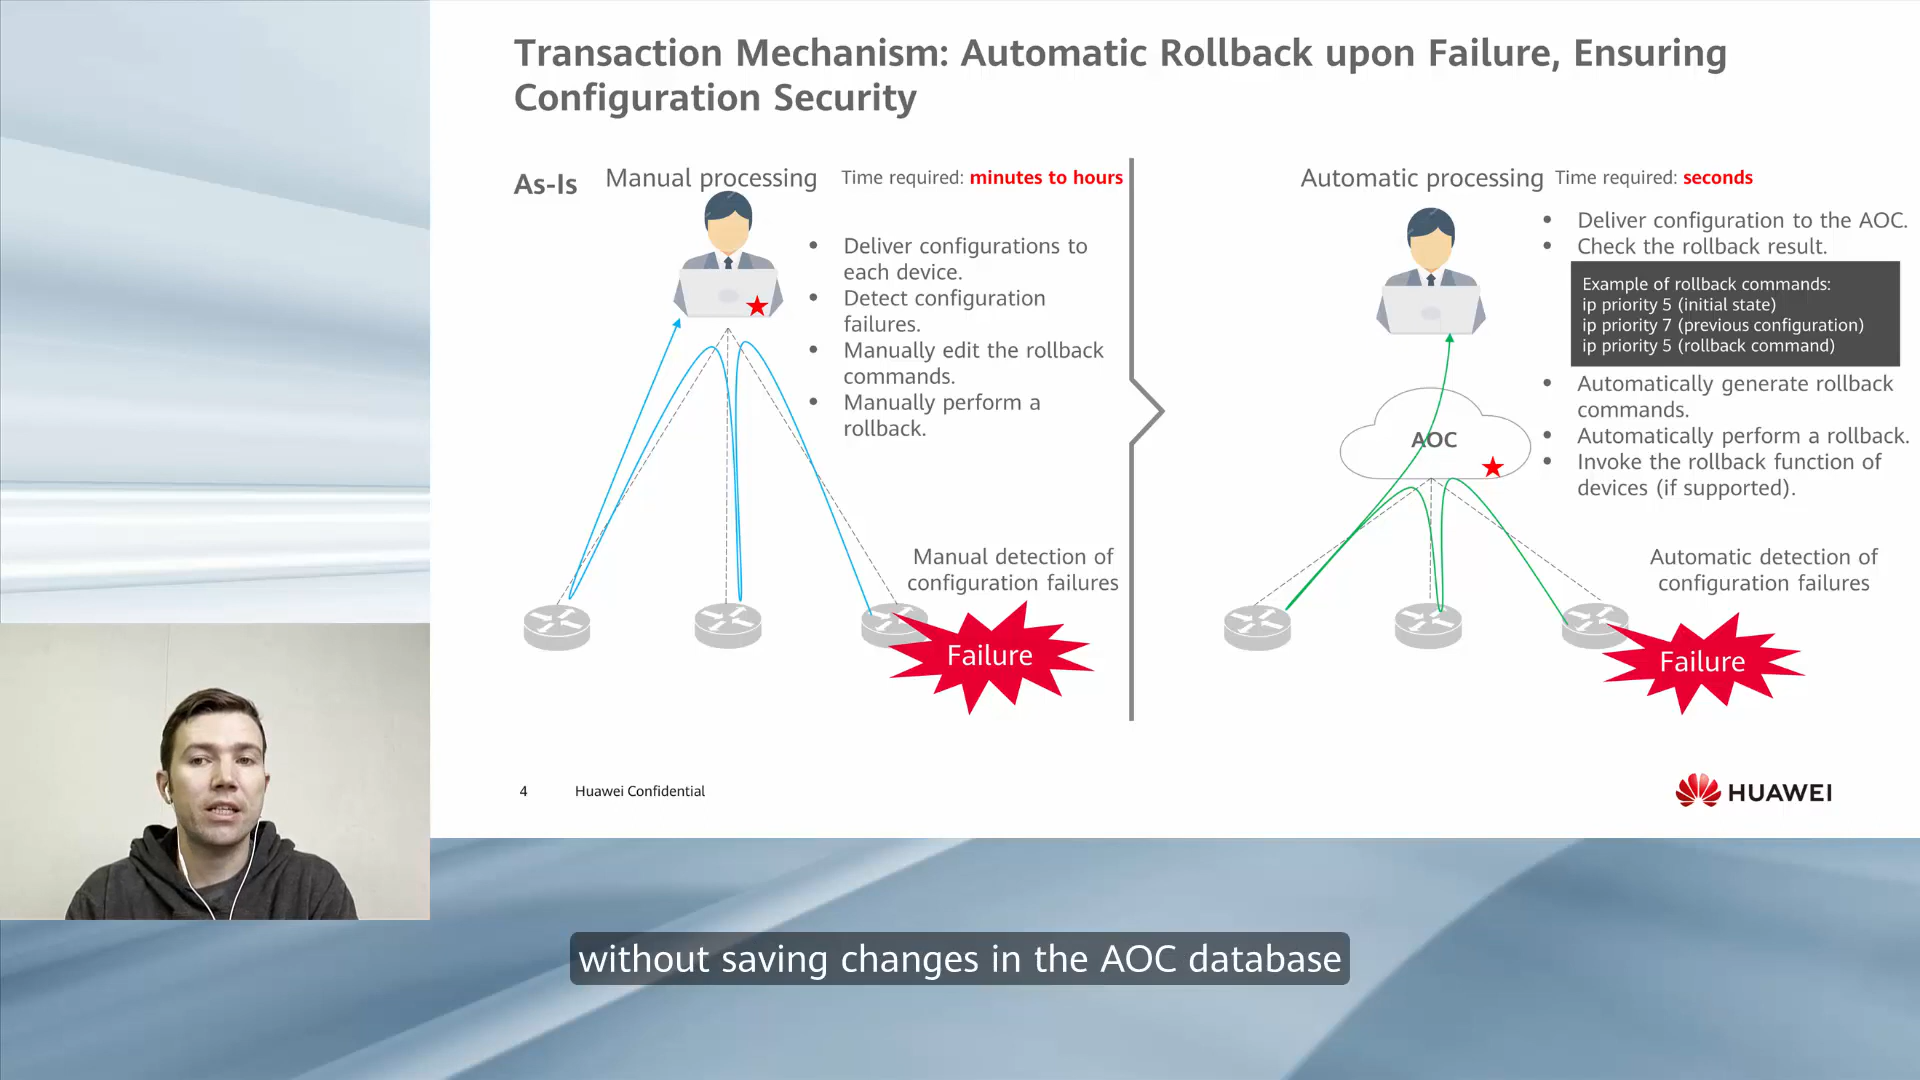 Transaction Mechanism: Automatic Rollback upon Failure, Ensuring
Configuration Security
As-Is
Manual processing
Time required: minutes to hours
Deliver configurations to
each device.
Detect configuration
failures.
Manually edit the rollback
commands.
Manually perform a
rollback.
Manual detection of
configuration failures
Failure
Automatic processing
Time required: seconds
Deliver configuration to the AOC.
Check the rollback result.
Example of rollback commands:
ip priority 5 (initial state)
ip priority 7 (previous configuration)
ip priority 5 (rollback command)
Automatically generate rollback
commands.
Automatically perform a rollback.
Invoke the rollback function of
devices (if supported).
AOC
Automatic detection of
configuration failures
Failure
4
Huawei Confidential
HUAWEI
without saving changes in the AOC database